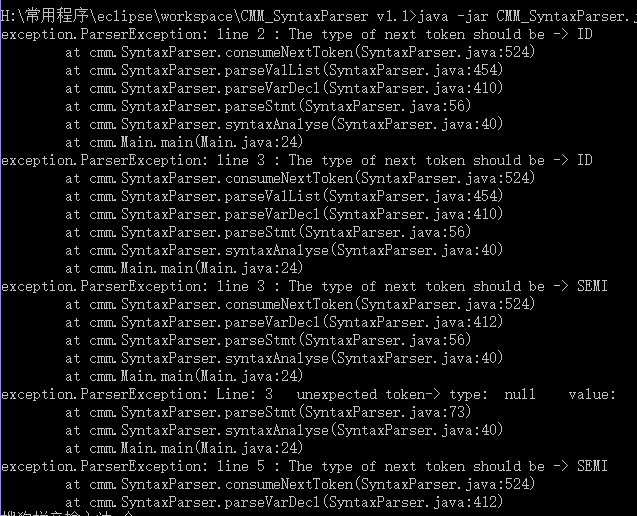 H:\常用程序\eclipse\workspace\CMM_SyntaxParser v1.1>java -jar CMM_SyntaxParser.j
exception.ParserException: line 2 : The type of next token should be -> ID
at cmm.SyntaxParser.consumeNextToken(SyntaxParser.java:524)
at cmm.SyntaxParser.parseValList(SyntaxParser.java:454)
at cmm.SyntaxParser.parseVarDecl(SyntaxParser.java:410)
at cmm.SyntaxParser.parseStmt(SyntaxParser.java:56)
at cmm.SyntaxParser.syntaxAnalyse(SyntaxParser.java:40)
at cmm.Main.main(Main.java:24)
exception.ParserException: line 3 : The type of next token should be -> ID
at cmm.SyntaxParser.consumeNextToken(SyntaxParser.java:524)
at cmm.SyntaxParser.parseValList(SyntaxParser.java:454)
at cmm.SyntaxParser.parseVarDecl(SyntaxParser.java:410)
at cmm.SyntaxParser.parseStmt(SyntaxParser.java:56)
at cmm.SyntaxParser.syntaxAnalyse(SyntaxParser.java:40)
at cmm.Main.main(Main.java:24)
exception.ParserException: line 3 : The type of next token should be -> SEMI
at cmm.SyntaxParser.consumeNextToken(SyntaxParser.java:524)
at cmm.SyntaxParser.parseVarDecl(SyntaxParser.java:412)
at cmm.SyntaxParser.parseStmt(SyntaxParser.java:56)
at cmm.SyntaxParser.syntaxAnalyse(SyntaxParser.java:40)
at cmm.Main.main(Main.java:24)
exception.ParserException: Line: 3 unexpected token-> type: null value:
at cmm.SyntaxParser.parseStmt(SyntaxParser.java:73)
at cmm.SyntaxParser.syntaxAnalyse(SyntaxParser.java:40)
at cmm.Main.main(Main.java:24)
exception.ParserException: line 5 : The type of next token should be -> SEMI
at cmm.SyntaxParser.consumeNextToken(SyntaxParser.java:524)
at cmm.SyntaxParser.parseVarDecl(SyntaxParser.java:412)